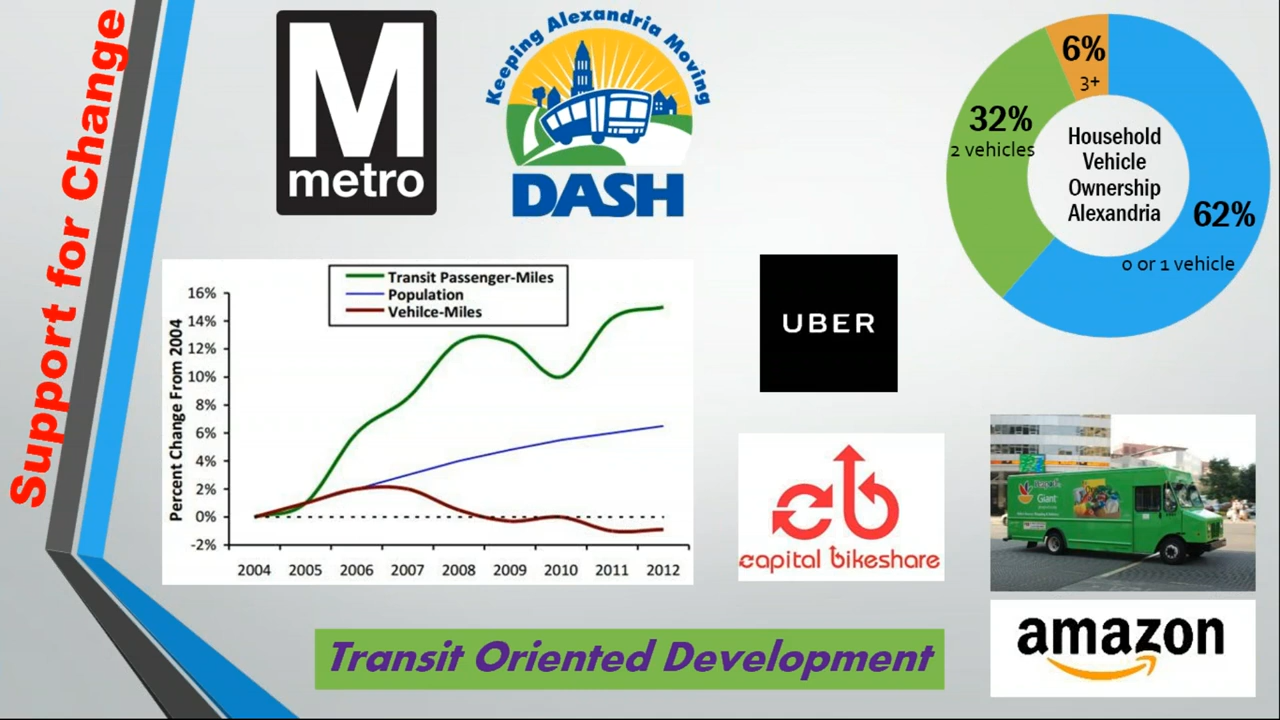 Support for Change
M
metro
Keeping Alexandria Moving
DASH
6%
3+
32%
2 vehicles
Household
Vehicle
Ownership
Alexandria
62%
0 or 1 vehicle
Transit Passenger-Miles
Population
Vehilce-Miles
Percent Change From 2004
16%
14%
12%
10%
8%
6%
4%
2%
0%
-2%
2004 2005 2006 2007 2008 2009 2010 2011 2012
UBER
cb
capital bikeshare
Giant
amazon
Transit Oriented Development